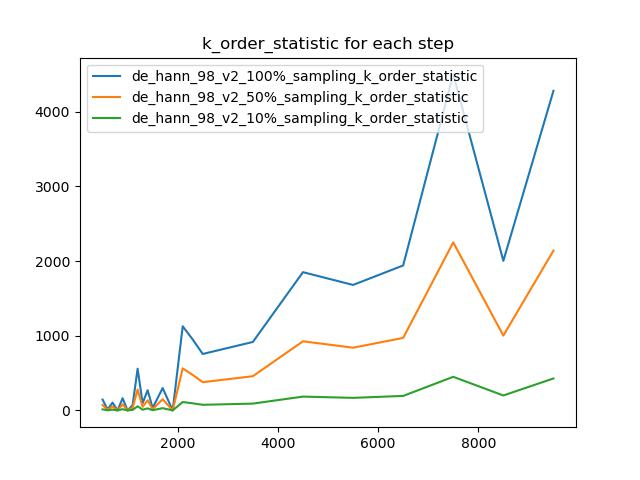 k_order_statistic for each step
de_hann_98_v2_100%_sampling_k_order_statistic
de_hann_98_v2_50%_sampling_k_order_statistic
de_hann_98_v2_10%_sampling_k_order_statistic
4000
3000
2000
1000
0
2000 4000 6000 8000